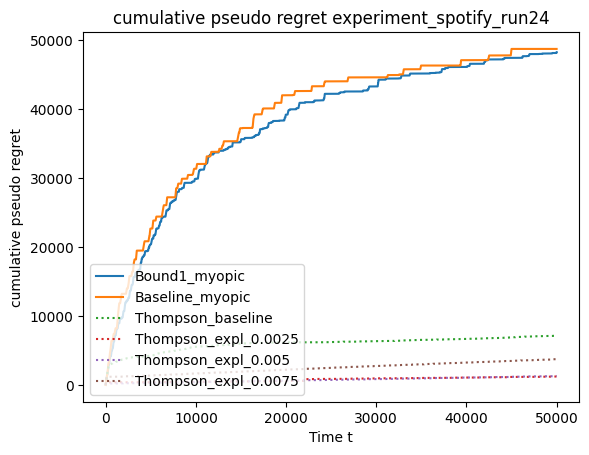 cumulative pseudo regret experiment_spotify_run24
50000
40000
30000
20000
10000
0
cumulative pseudo regret
Bound1_myopic
Baseline_myopic
Thompson_baseline
Thompson_expl_0.0025
Thompson_expl_0.005
Thompson_expl_0.0075
0 10000 20000 30000 40000 50000
Time t